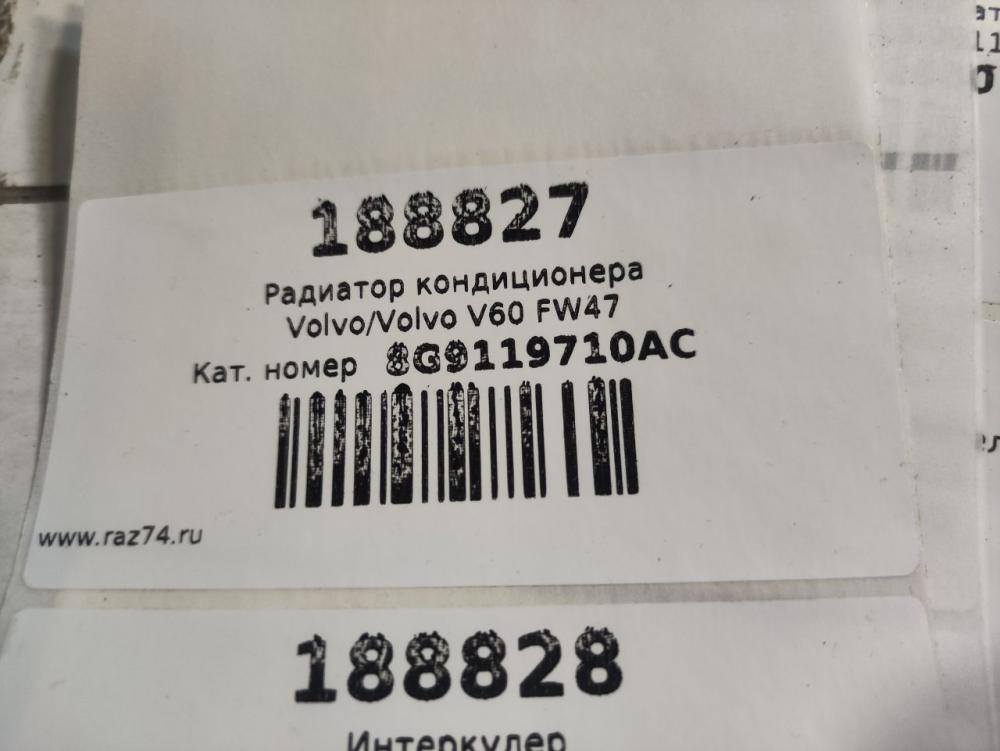 188827
Радиатор кондиционера
Volvo/Volvo V60 FW47
Кат. номер 8G9119710AC
www.raz74.ru
188828
Интеркулер